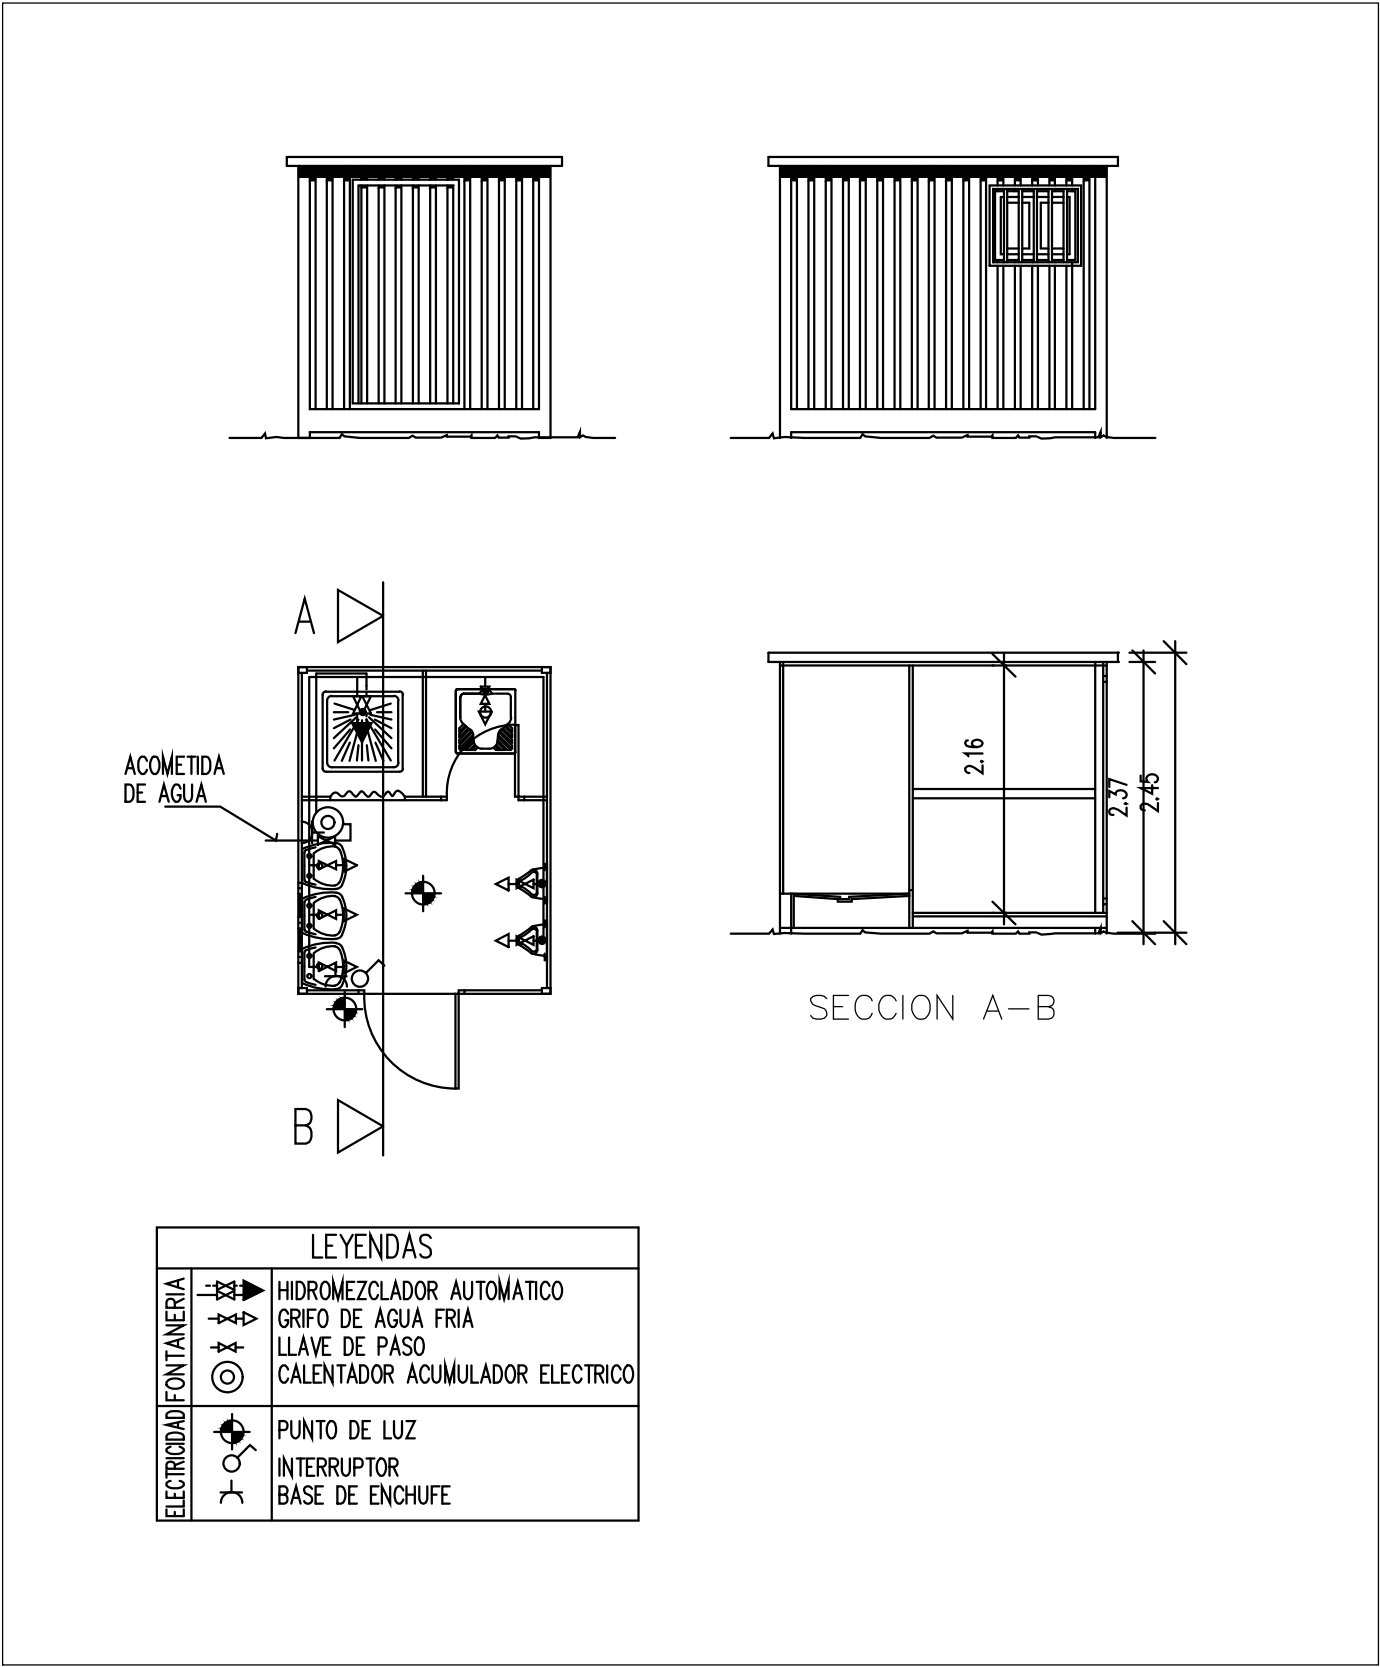 A
ACOMETIDA
DE AGUA
B
2.16
2.37
2.45
SECCION A-B
LEYENDAS
FONTANERIA
HIDROMEZCLADOR AUTOMATICO
GRIFO DE AGUA FRIA
LLAVE DE PASO
CALENTADOR ACUMULADOR ELECTRICO
ELECTRICIDAD
PUNTO DE LUZ
INTERRUPTOR
BASE DE ENCHUFE